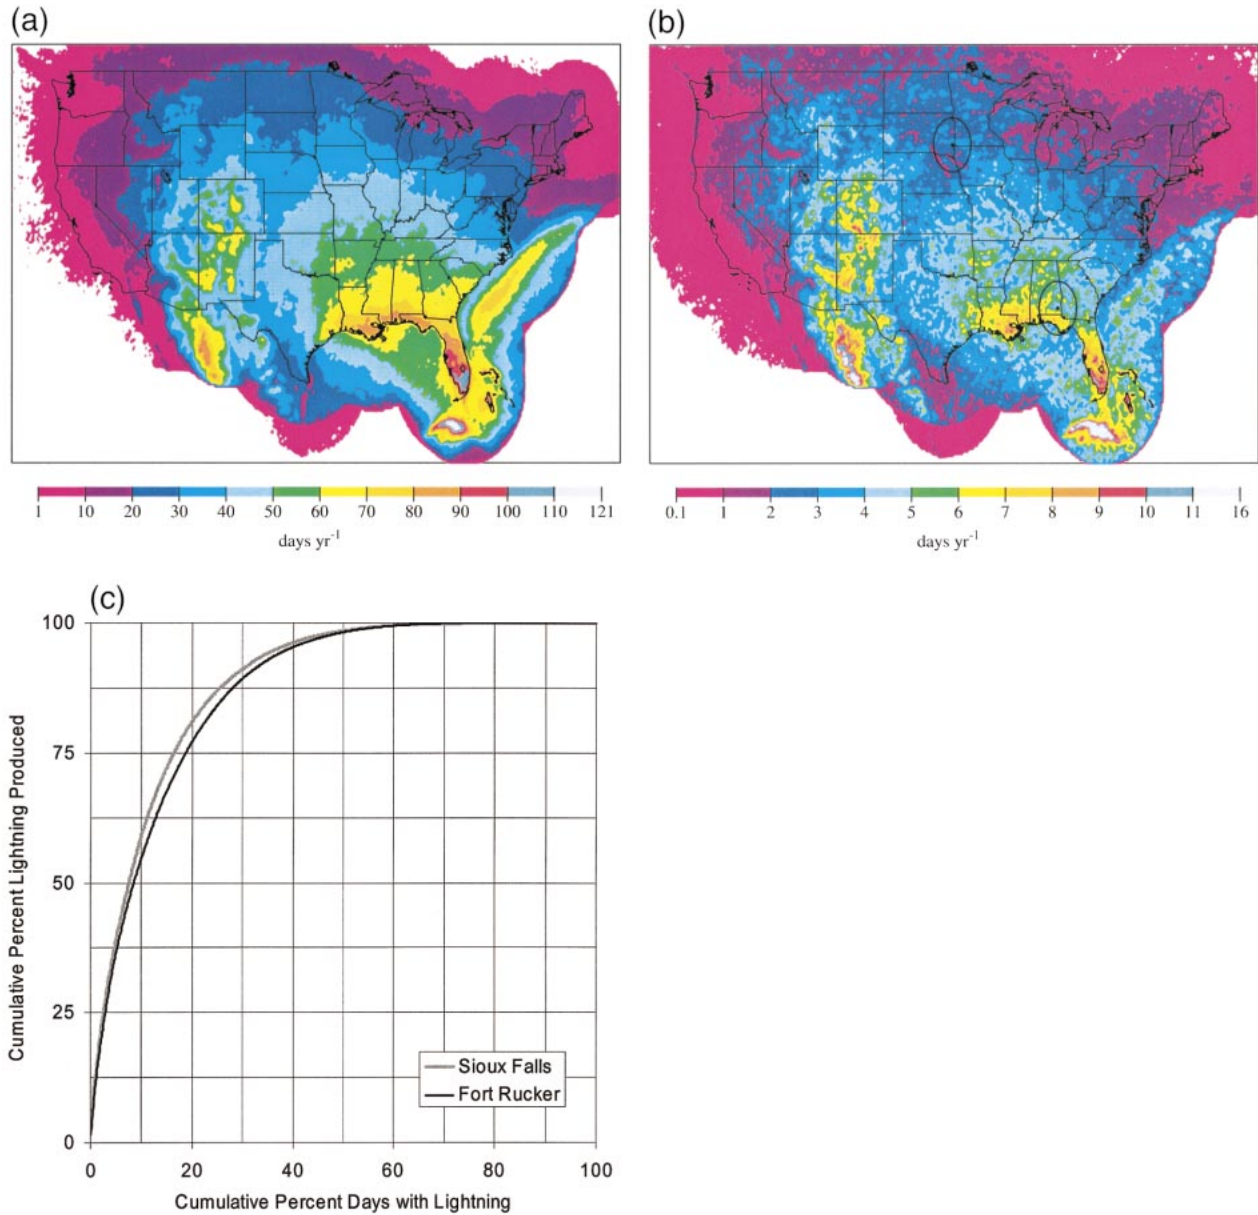 (a)
(b)
1 10 20 30 40 50 60 70 80 90 100 110 121
days yr-1
0.1 1 2 3 4 5 6 7 8 9 10 11 16
days yr-1
(c)
Cumulative Percent Lightning Produced
100
75
50
25
0
Sioux Falls
Fort Rucker
0 20 40 60 80 100
Cumulative Percent Days with Lightning